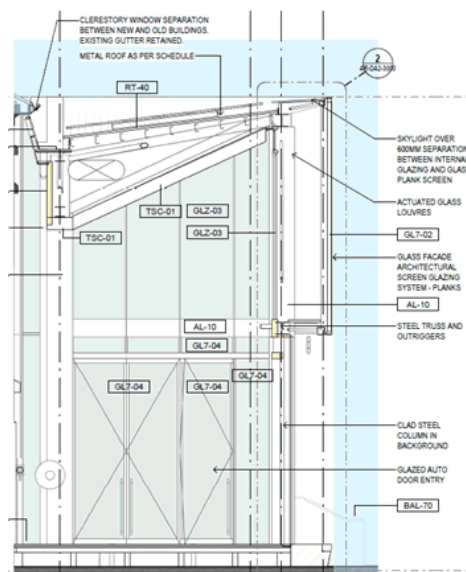 CLERESTORY WINDOW SEPARATION
BETWEEN NEW AND OLD BUILDINGS.
EXISTING GUTTER RETAINED.
METAL ROOF AS PER SCHEDULE
RT-40
2
SKYLIGHT OVER
600MM SEPARATION
BETWEEN INTERNAL
GLAZING AND GLASS
PLANK SCREEN
ACTUATED GLASS
LOUVRES
TSC-01
GLZ-03
TSC-01
GLZ-03
GL7-02
GLASS FACADE
ARCHITECTURAL
SCREEN GLAZING
SYSTEM - PLANKS
AL-10
AL-10
STEEL TRUSS AND
OUTRIGGERS
GL7-04
GL7-04
GL7-04
GL7-04
CLAD STEEL
COLUMN IN
BACKGROUND
GLAZED AUTO
DOOR ENTRY
BAL-70